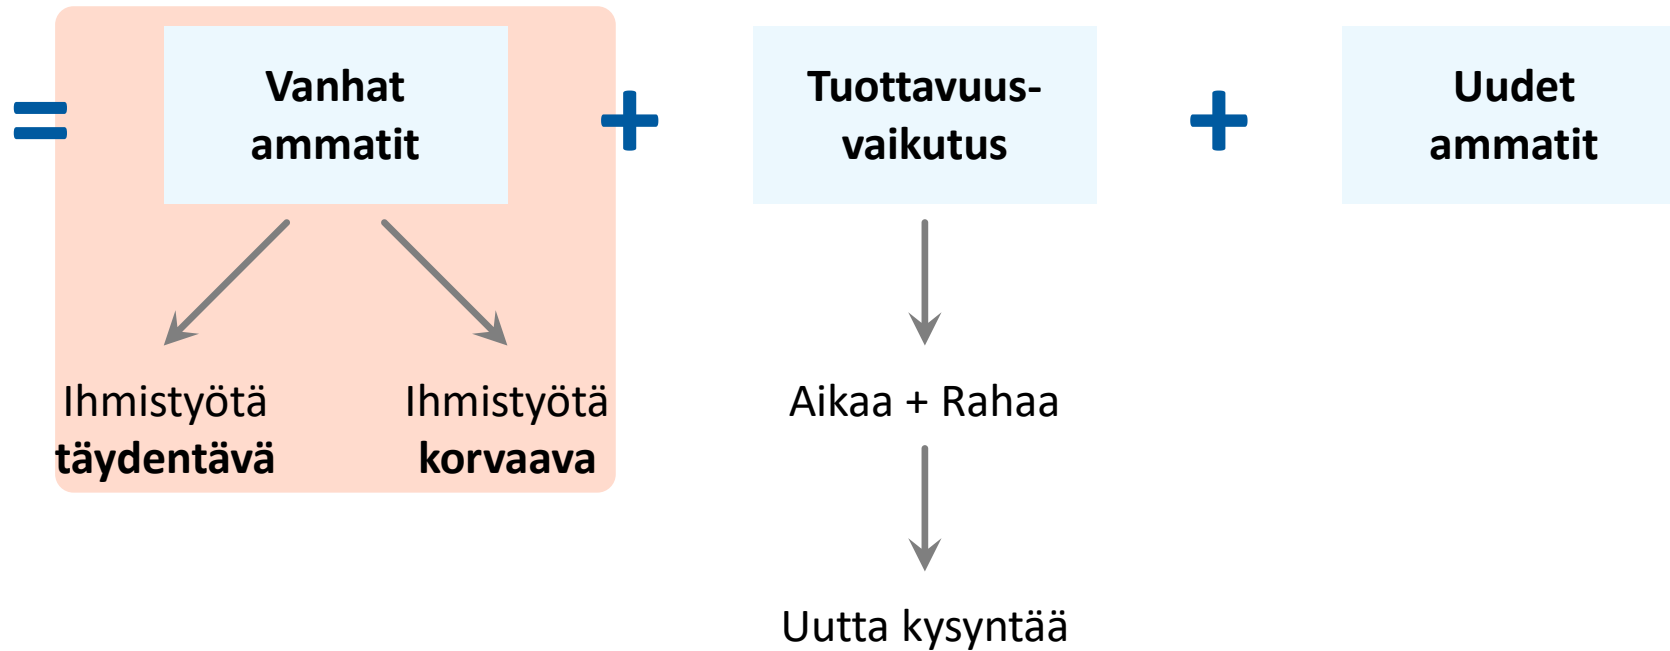 =
Vanhat
ammatit
+
Tuottavuus-
vaikutus
+
Uudet
ammatit
Ihmistyötä
täydentävä
Ihmistyötä
korvaava
Aikaa + Rahaa
Uutta kysyntää